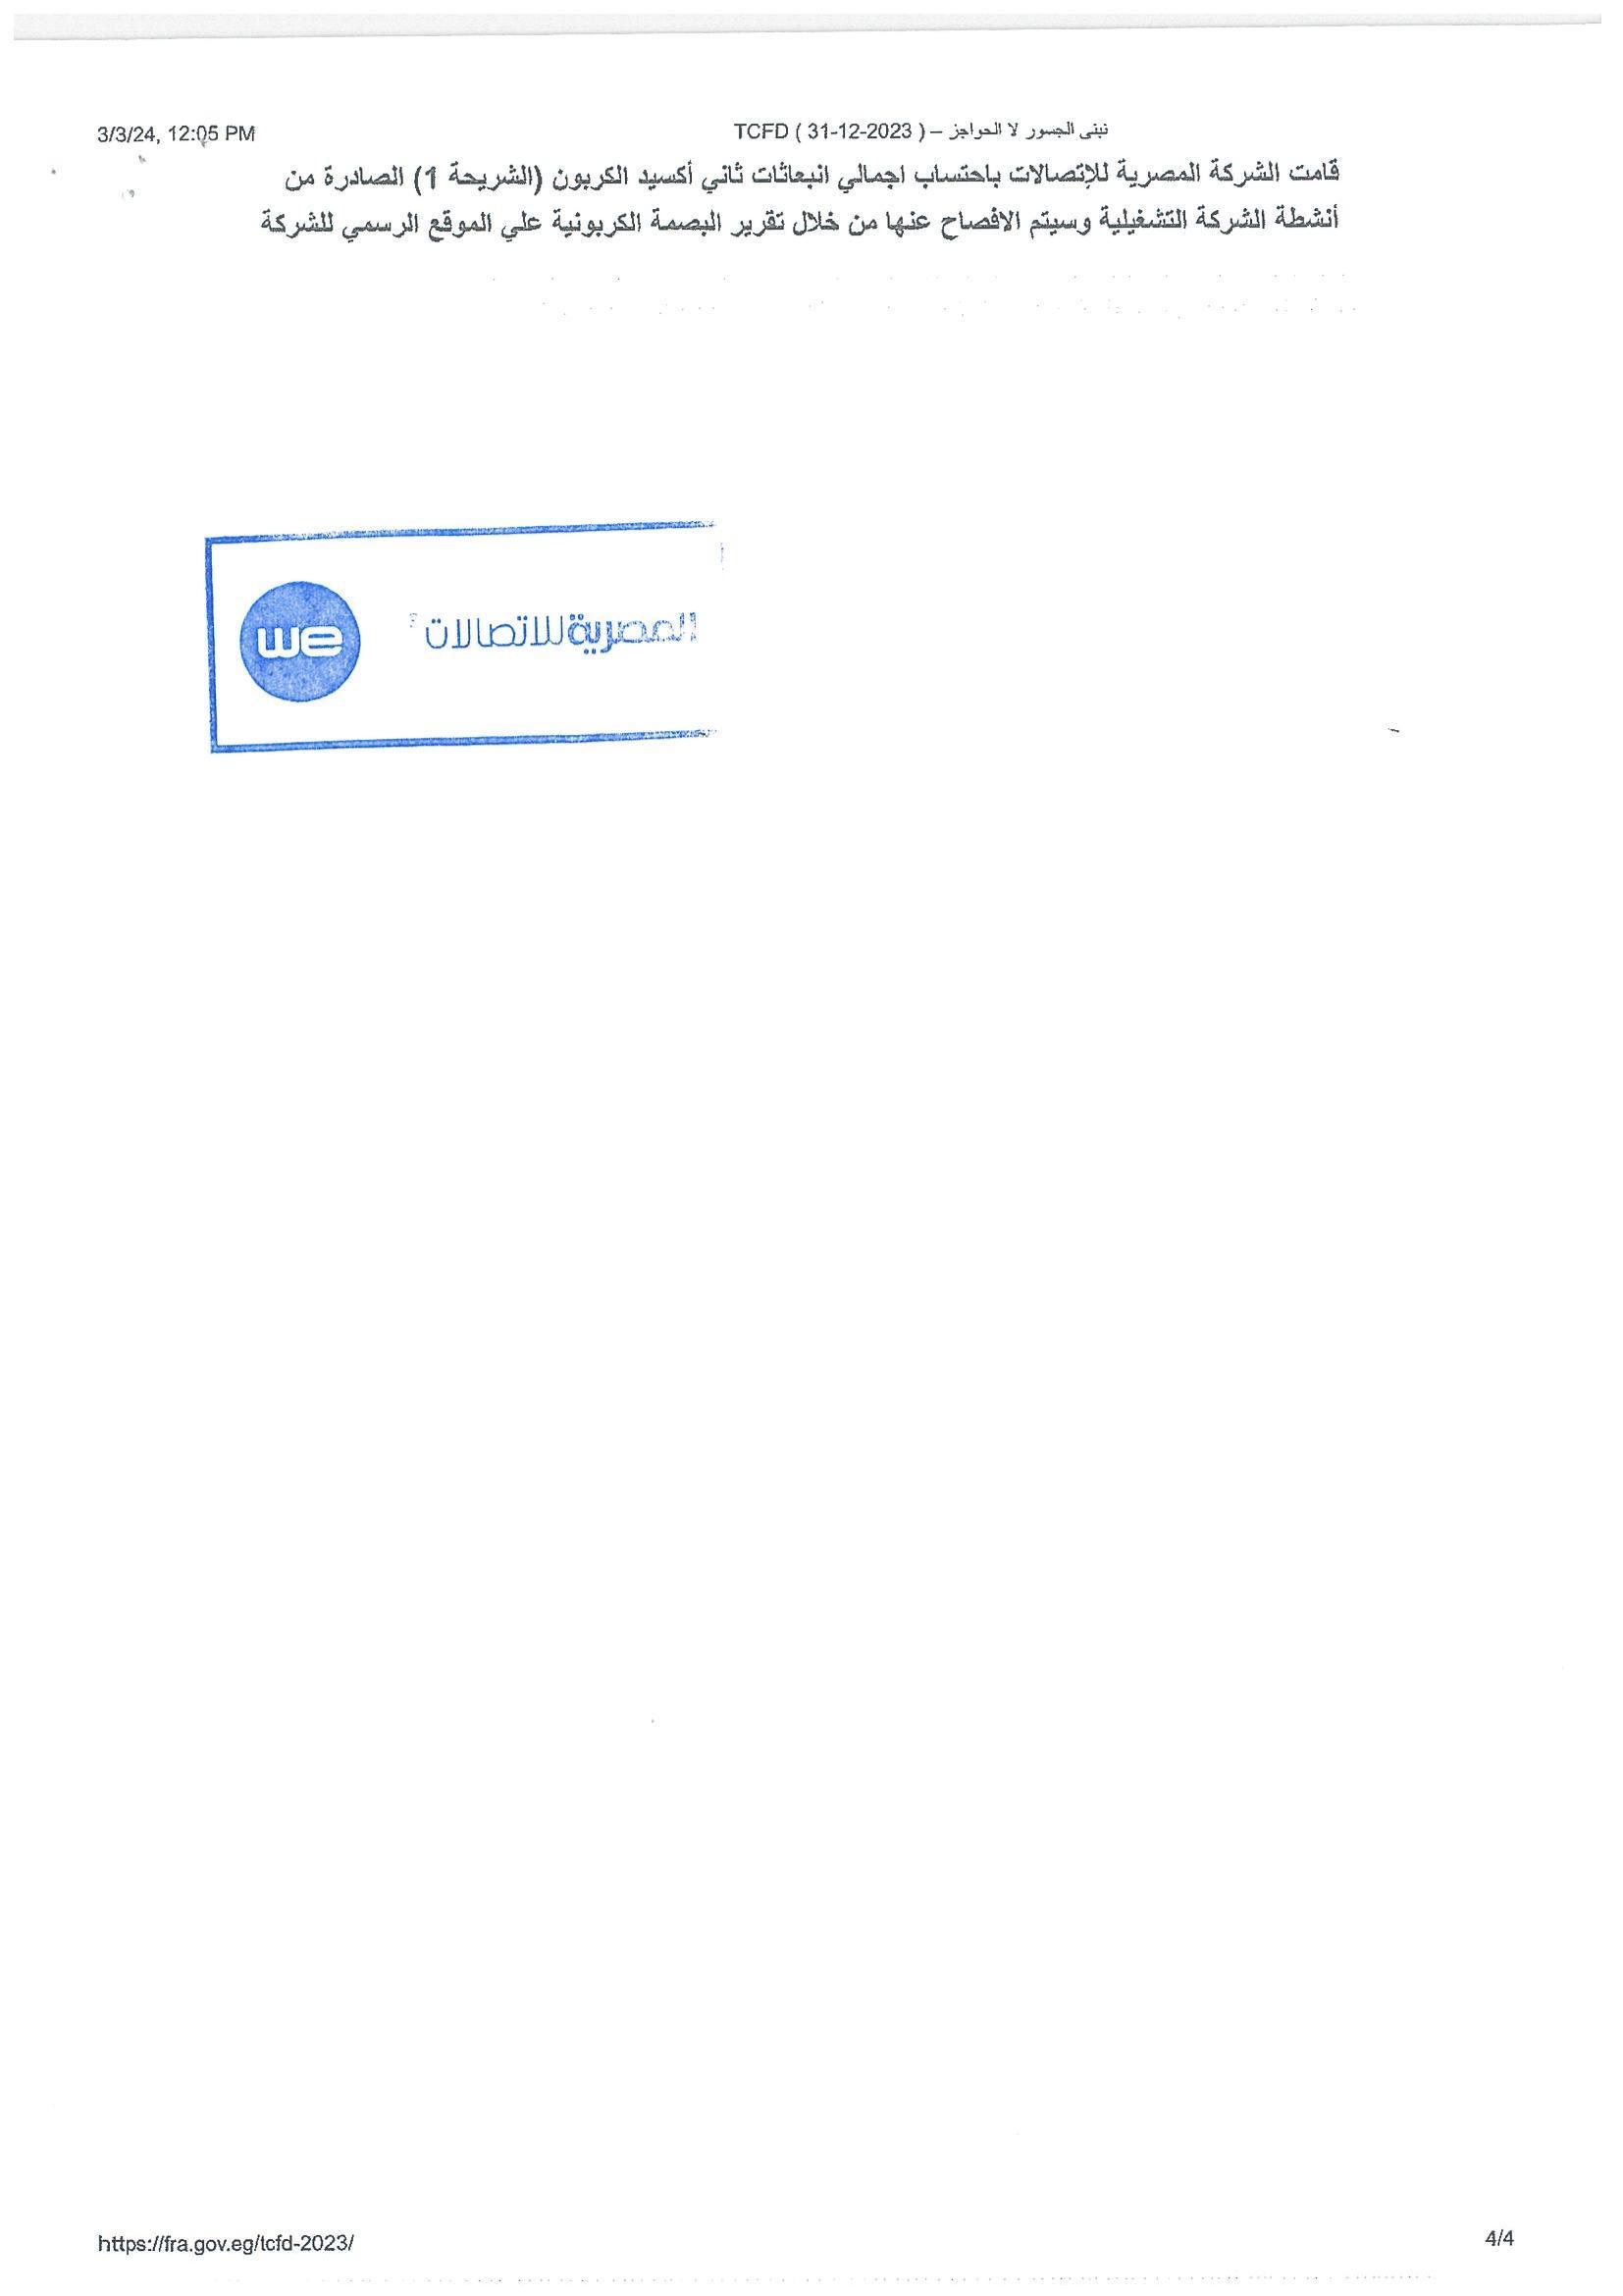 3/3/24, 12:05 PM
TCFD ( 31-12-2023 ) – نبنى الجسور لا الحواجز
قامت الشركة المصرية للإتصالات باحتساب اجمالي انبعاثات ثاني أكسيد الكربون (الشريحة 1) الصادرة من
أنشطة الشركة التشغيلية وسيتم الافصاح عنها من خلال تقرير البصمة الكربونية علي الموقع الرسمي للشركة
المصرية للاتصالات
we
https://fra.gov.eg/tcfd-2023/
4/4